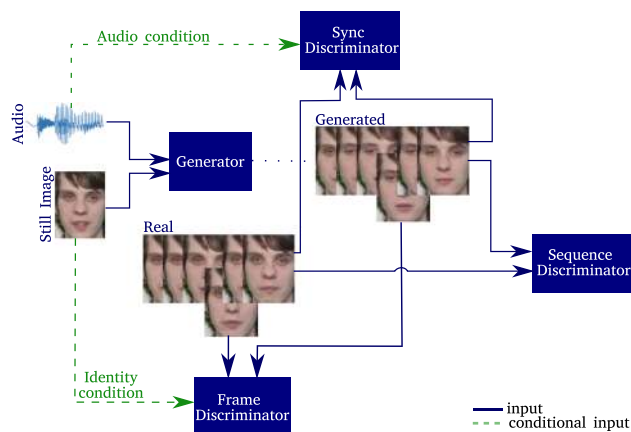 Audio condition
Sync
Discriminator
Audio
Generator
Generated
Still Image
Real
Sequence
Discriminator
Identity
condition
Frame
Discriminator
input
conditional input